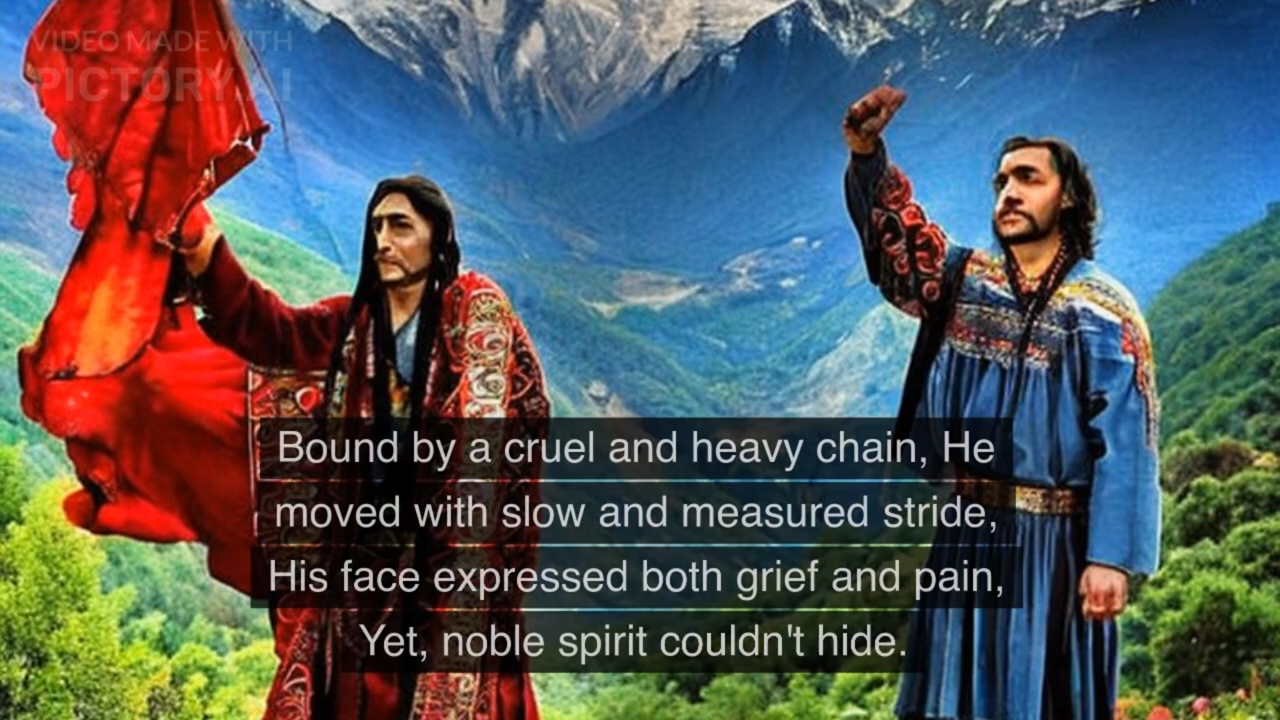 VIDEO MADE WITH
PICTORY.AI
Bound by a cruel and heavy chain, He
moved with slow and measured stride,
His face expressed both grief and pain,
Yet, noble spirit couldn't hide.